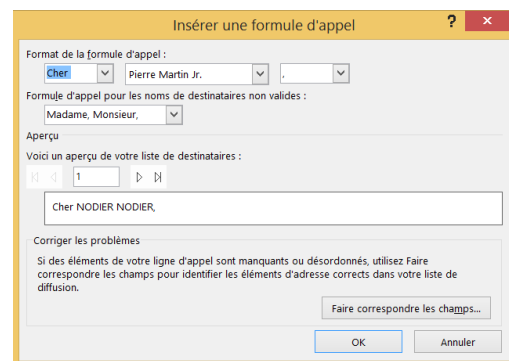 Insérer une formule d'appel ? ×
Format de la formule d'appel :
Cher Pierre Martin Jr. ,
Formule d'appel pour les noms de destinataires non valides :
Madame, Monsieur,
Aperçu
Voici un aperçu de votre liste de destinataires :
1
Cher NODIER NODIER,
Corriger les problèmes
Si des éléments de votre ligne d'appel sont manquants ou désordonnés, utilisez Faire
correspondre les champs pour identifier les éléments d'adresse corrects dans votre liste de
diffusion.
Faire correspondre les champs...
OK Annuler